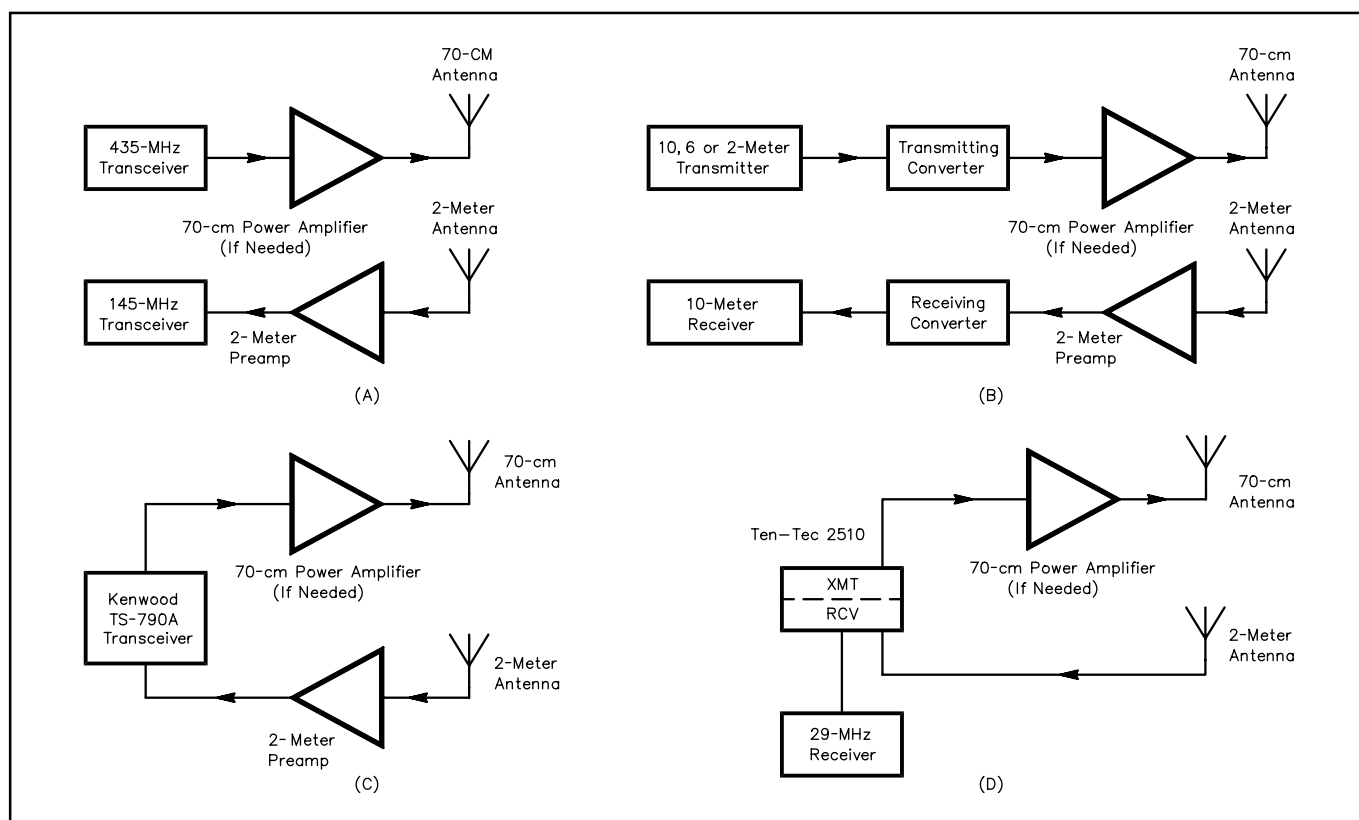 70-CM
Antenna
435-MHz
Transceiver
70-cm Power Amplifier
(If Needed)
2-Meter
Antenna
145-MHz
Transceiver
2-Meter
Preamp
(A)
70-cm
Antenna
10, 6 or 2-Meter
Transmitter
Transmitting
Converter
70-cm Power Amplifier
(If Needed)
2-Meter
Antenna
10-Meter
Receiver
Receiving
Converter
2-Meter
Preamp
(B)
70-cm
Antenna
70-cm Power Amplifier
(If Needed)
Kenwood
TS-790A
Transceiver
2-Meter
Antenna
2-Meter
Preamp
(C)
70-cm
Antenna
Ten-Tec 2510
70-cm Power Amplifier
(If Needed)
XMT
RCV
2-Meter
Antenna
29-MHz
Receiver
(D)